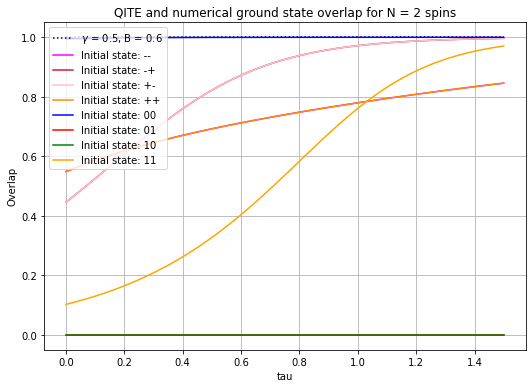 QITE and numerical ground state overlap for N = 2 spins
γ = 0.5, B = 0.6
Initial state: --
Initial state: -+
Initial state: +-
Initial state: ++
Initial state: 00
Initial state: 01
Initial state: 10
Initial state: 11
Overlap
1.0
0.8
0.6
0.4
0.2
0.0
0.0 0.2 0.4 0.6 0.8 1.0 1.2 1.4
tau